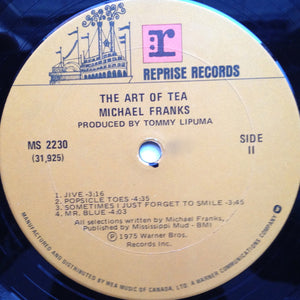 r
REPRISE RECORDS
THE ART OF TEA
MICHAEL FRANKS
PRODUCED BY TOMMY LIPUMA
MS 2230
(31,925)
SIDE
II
1. JIVE -3:16
2. POPSICLE TOES -4:35
3. SOMETIMES I JUST FORGET TO SMILE -3:45
4. MR. BLUE -4:03
All selections written by Michael Franks,
Published by Mississippi Mud - BMI
℗ 1975 Warner Bros.
Records Inc.
MANUFACTURED AND DISTRIBUTED BY WEA MUSIC OF CANADA, LTD. A WARNER COMMUNICATIONS COMPANY